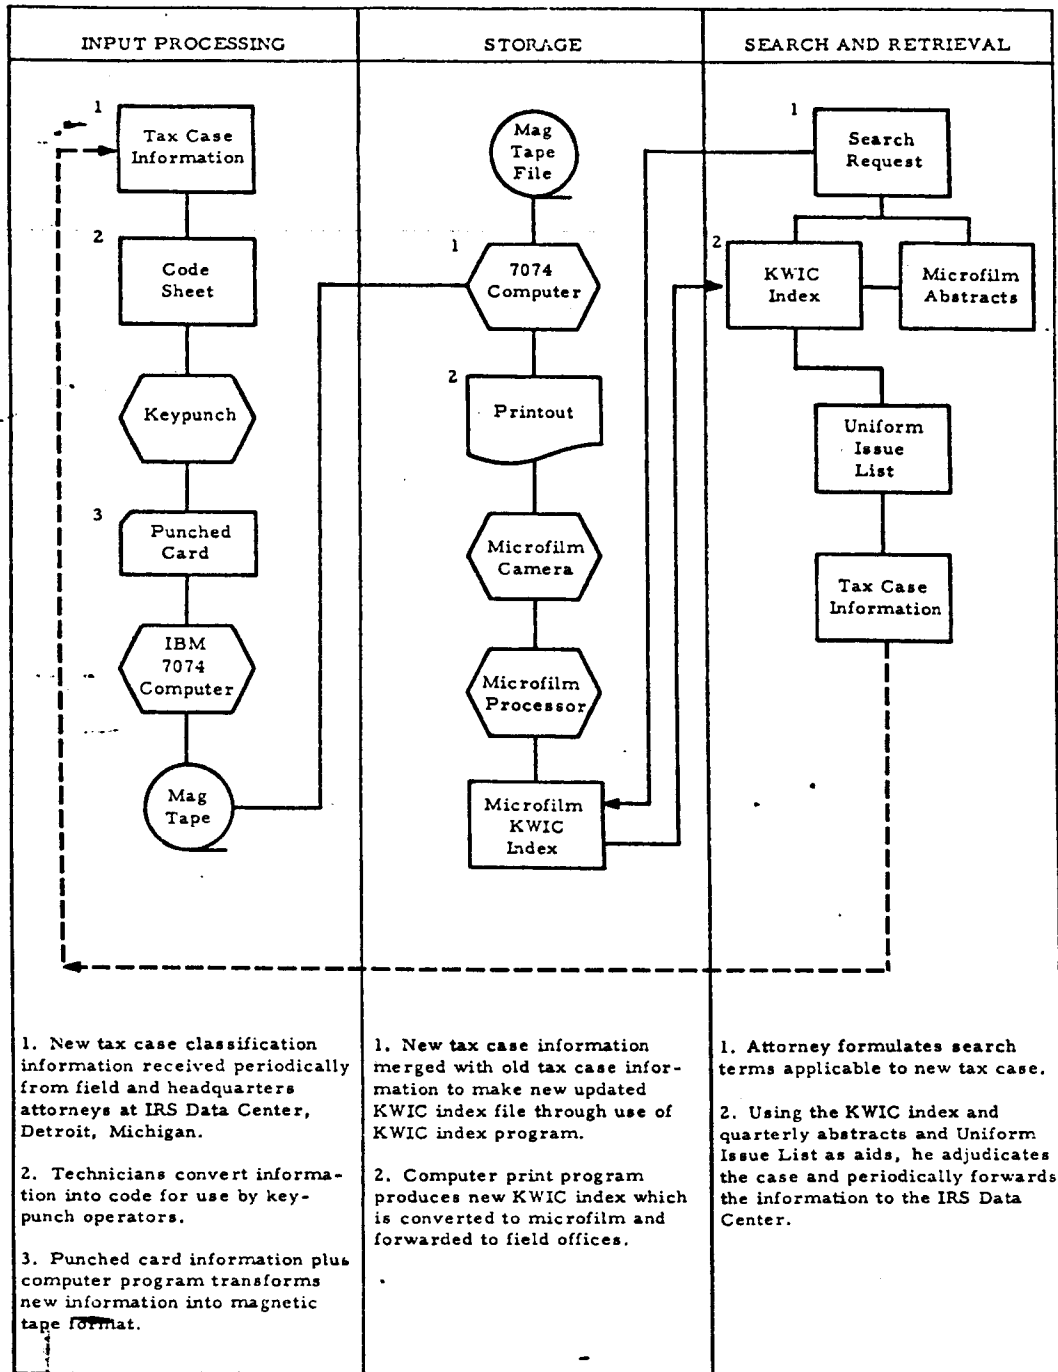 INPUT PROCESSING
STORAGE
SEARCH AND RETRIEVAL
1
Tax Case
Information
2
Code
Sheet
Keypunch
3
Punched
Card
IBM
7074
Computer
Mag
Tape
Mag
Tape
File
1
7074
Computer
2
Printout
Microfilm
Camera
Microfilm
Processor
Microfilm
KWIC
Index
1
Search
Request
2
KWIC
Index
Microfilm
Abstracts
Uniform
Issue
List
Tax Case
Information
1. New tax case classification
information received periodically
from field and headquarters
attorneys at IRS Data Center,
Detroit, Michigan.
2. Technicians convert informa-
tion into code for use by key-
punch operators.
3. Punched card information plus
computer program transforms
new information into magnetic
tape format.
1. New tax case information
merged with old tax case infor-
mation to make new updated
KWIC index file through use of
KWIC index program.
2. Computer print program
produces new KWIC index which
is converted to microfilm and
forwarded to field offices.
1. Attorney formulates search
terms applicable to new tax case.
2. Using the KWIC index and
quarterly abstracts and Uniform
Issue List as aids, he adjudicates
the case and periodically forwards
the information to the IRS Data
Center.